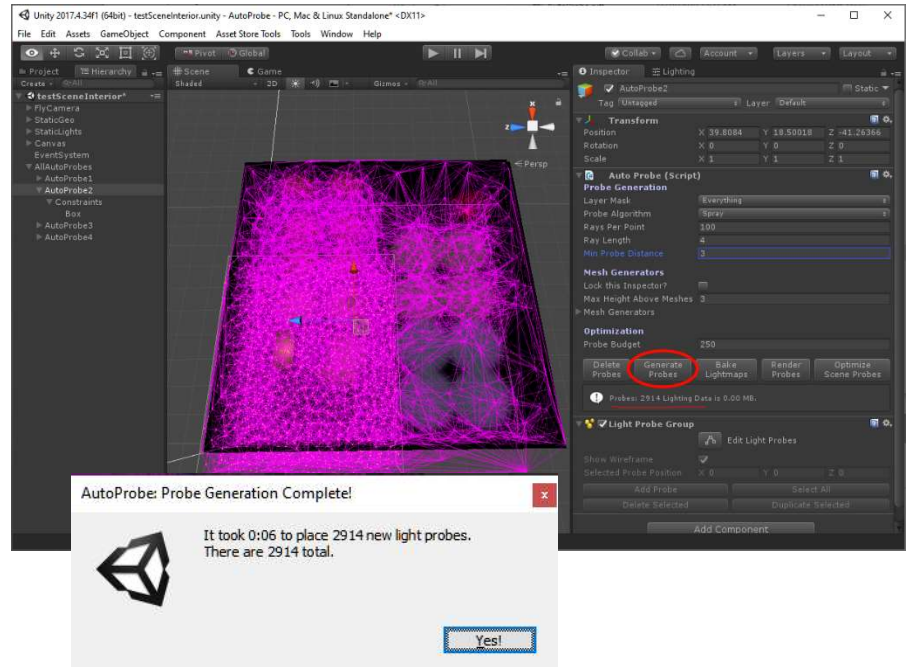 Unity 2017.4.34f1 (64bit) - testSceneInterior.unity - AutoProbe - PC, Mac & Linux Standalone* <DX11>
File Edit Assets GameObject Component Asset Store Tools Tools Window Help
Pivot Global Collab Account Layers Layout
Project Hierarchy Scene Game Inspector Lighting
Create All Shaded 2D Gizmos All
testSceneInterior*
FlyCamera
StaticGeo
StaticLights
Canvas
EventSystem
AllAutoProbes
AutoProbe1
AutoProbe2
Constraints
Box
AutoProbe3
AutoProbe4
x
z
Persp
AutoProbe2 Static
Tag Untagged Layer Default
Transform
Position X 39.8084 Y 18.50018 Z -41.26366
Rotation X 0 Y 0 Z 0
Scale X 1 Y 1 Z 1
Auto Probe (Script)
Probe Generation
Layer Mask Everything
Probe Algorithm Spray
Rays Per Point 100
Ray Length 4
Min Probe Distance 3
Mesh Generators
Lock this Inspector?
Max Height Above Meshes 3
Mesh Generators
Optimization
Probe Budget 250
Delete Probes
Generate Probes
Bake Lightmaps
Render Probes
Optimize Scene Probes
Probes: 2914 Lighting Data is 0.00 MB.
Light Probe Group
Edit Light Probes
Show Wireframe
Selected Probe Position X 0 Y 0 Z 0
Add Probe Select All
Delete Selected Duplicate Selected
Add Component
AutoProbe: Probe Generation Complete!
x
It took 0:06 to place 2914 new light probes.
There are 2914 total.
Yes!